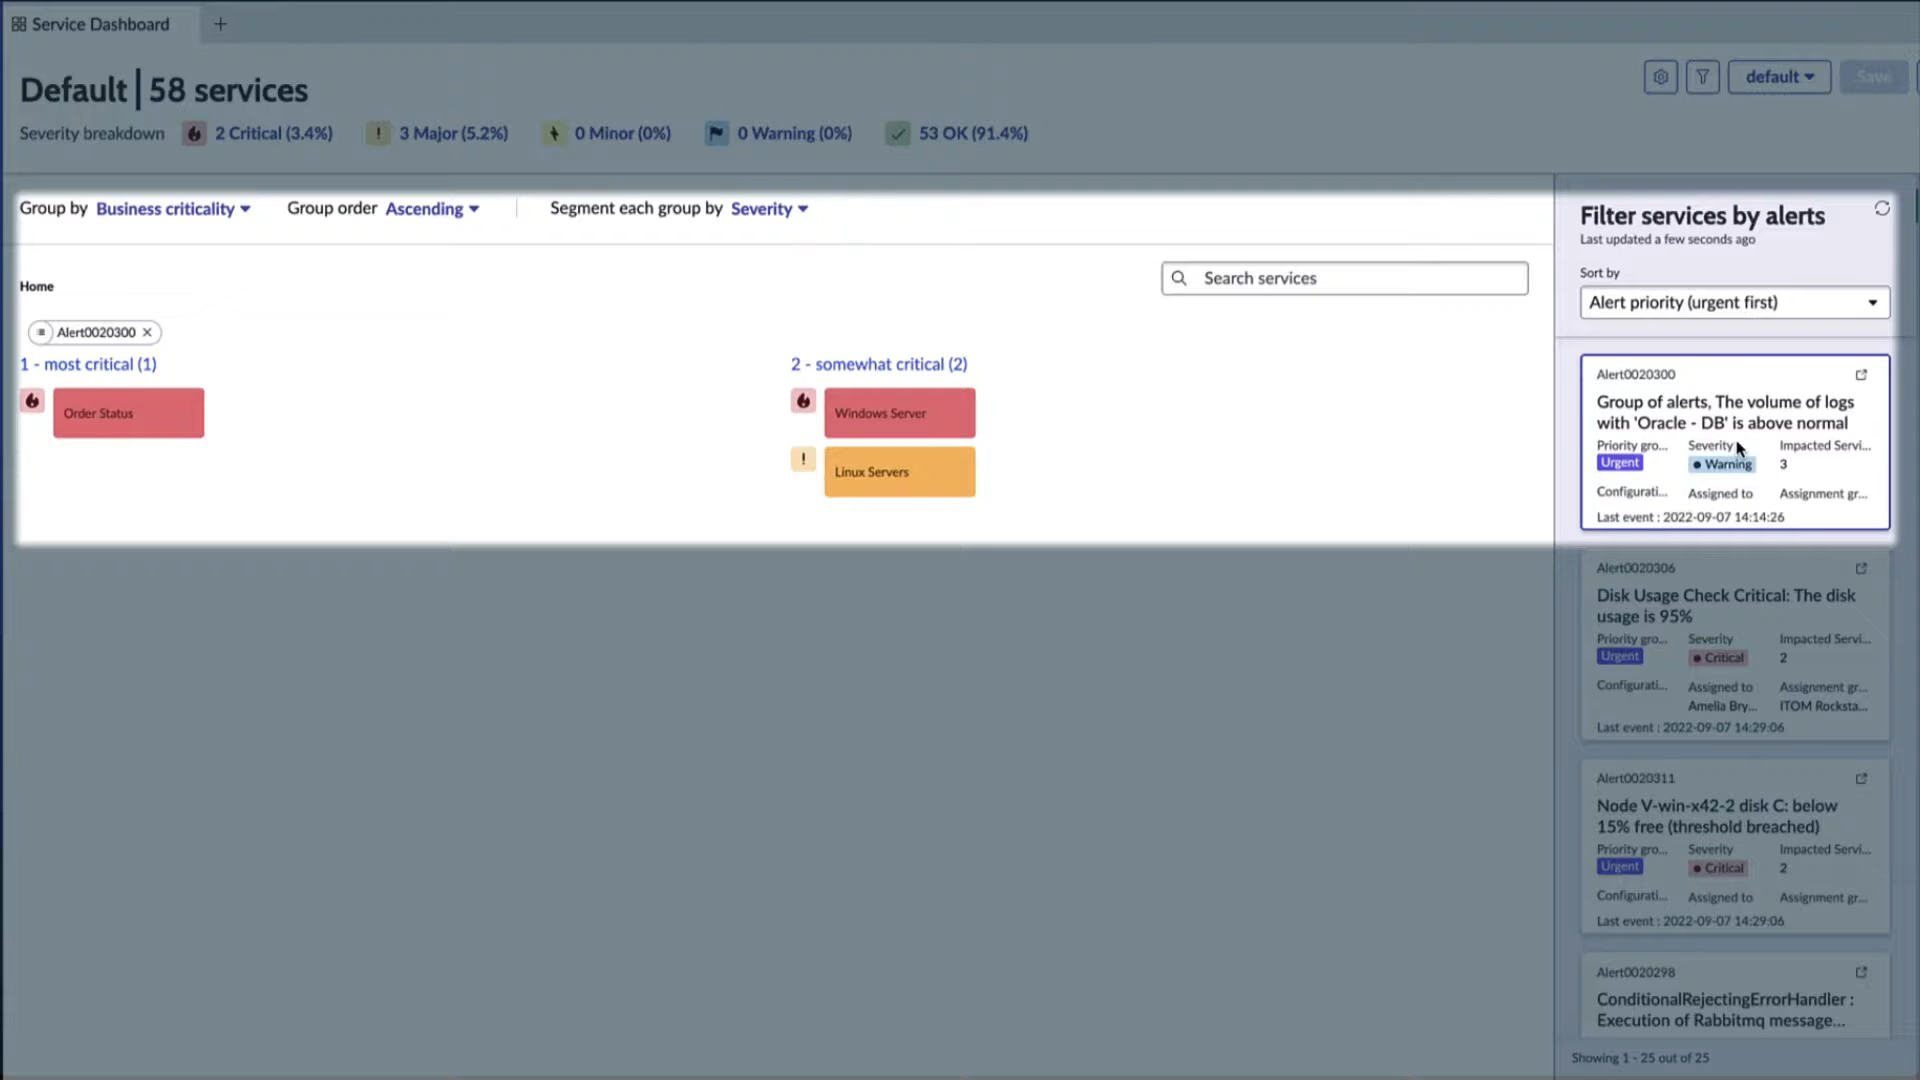 Service Dashboard
Default | 58 services
default
Save
Severity breakdown 2 Critical (3.4%) 3 Major (5.2%) 0 Minor (0%) 0 Warning (0%) 53 OK (91.4%)
Group by Business criticality Group order Ascending Segment each group by Severity
Home
Search services
Alert0020300
1 - most critical (1)
Order Status
2 - somewhat critical (2)
Windows Server
Linux Servers
Filter services by alerts
Last updated a few seconds ago
Sort by
Alert priority (urgent first)
Alert0020300
Group of alerts, The volume of logs
with 'Oracle - DB' is above normal
Priority gro... Severity Impacted Servi...
Urgent Warning 3
Configurati... Assigned to Assignment gr...
Last event : 2022-09-07 14:14:26
Alert0020306
Disk Usage Check Critical: The disk
usage is 95%
Priority gro... Severity Impacted Servi...
Urgent Critical 2
Configurati... Assigned to Assignment gr...
Amelia Bry... ITOM Rocksta...
Last event : 2022-09-07 14:29:06
Alert0020311
Node V-win-x42-2 disk C: below
15% free (threshold breached)
Priority gro... Severity Impacted Servi...
Urgent Critical 2
Configurati... Assigned to Assignment gr...
Last event : 2022-09-07 14:29:06
Alert0020298
ConditionalRejectingErrorHandler :
Execution of Rabbitmq message...
Showing 1 - 25 out of 25